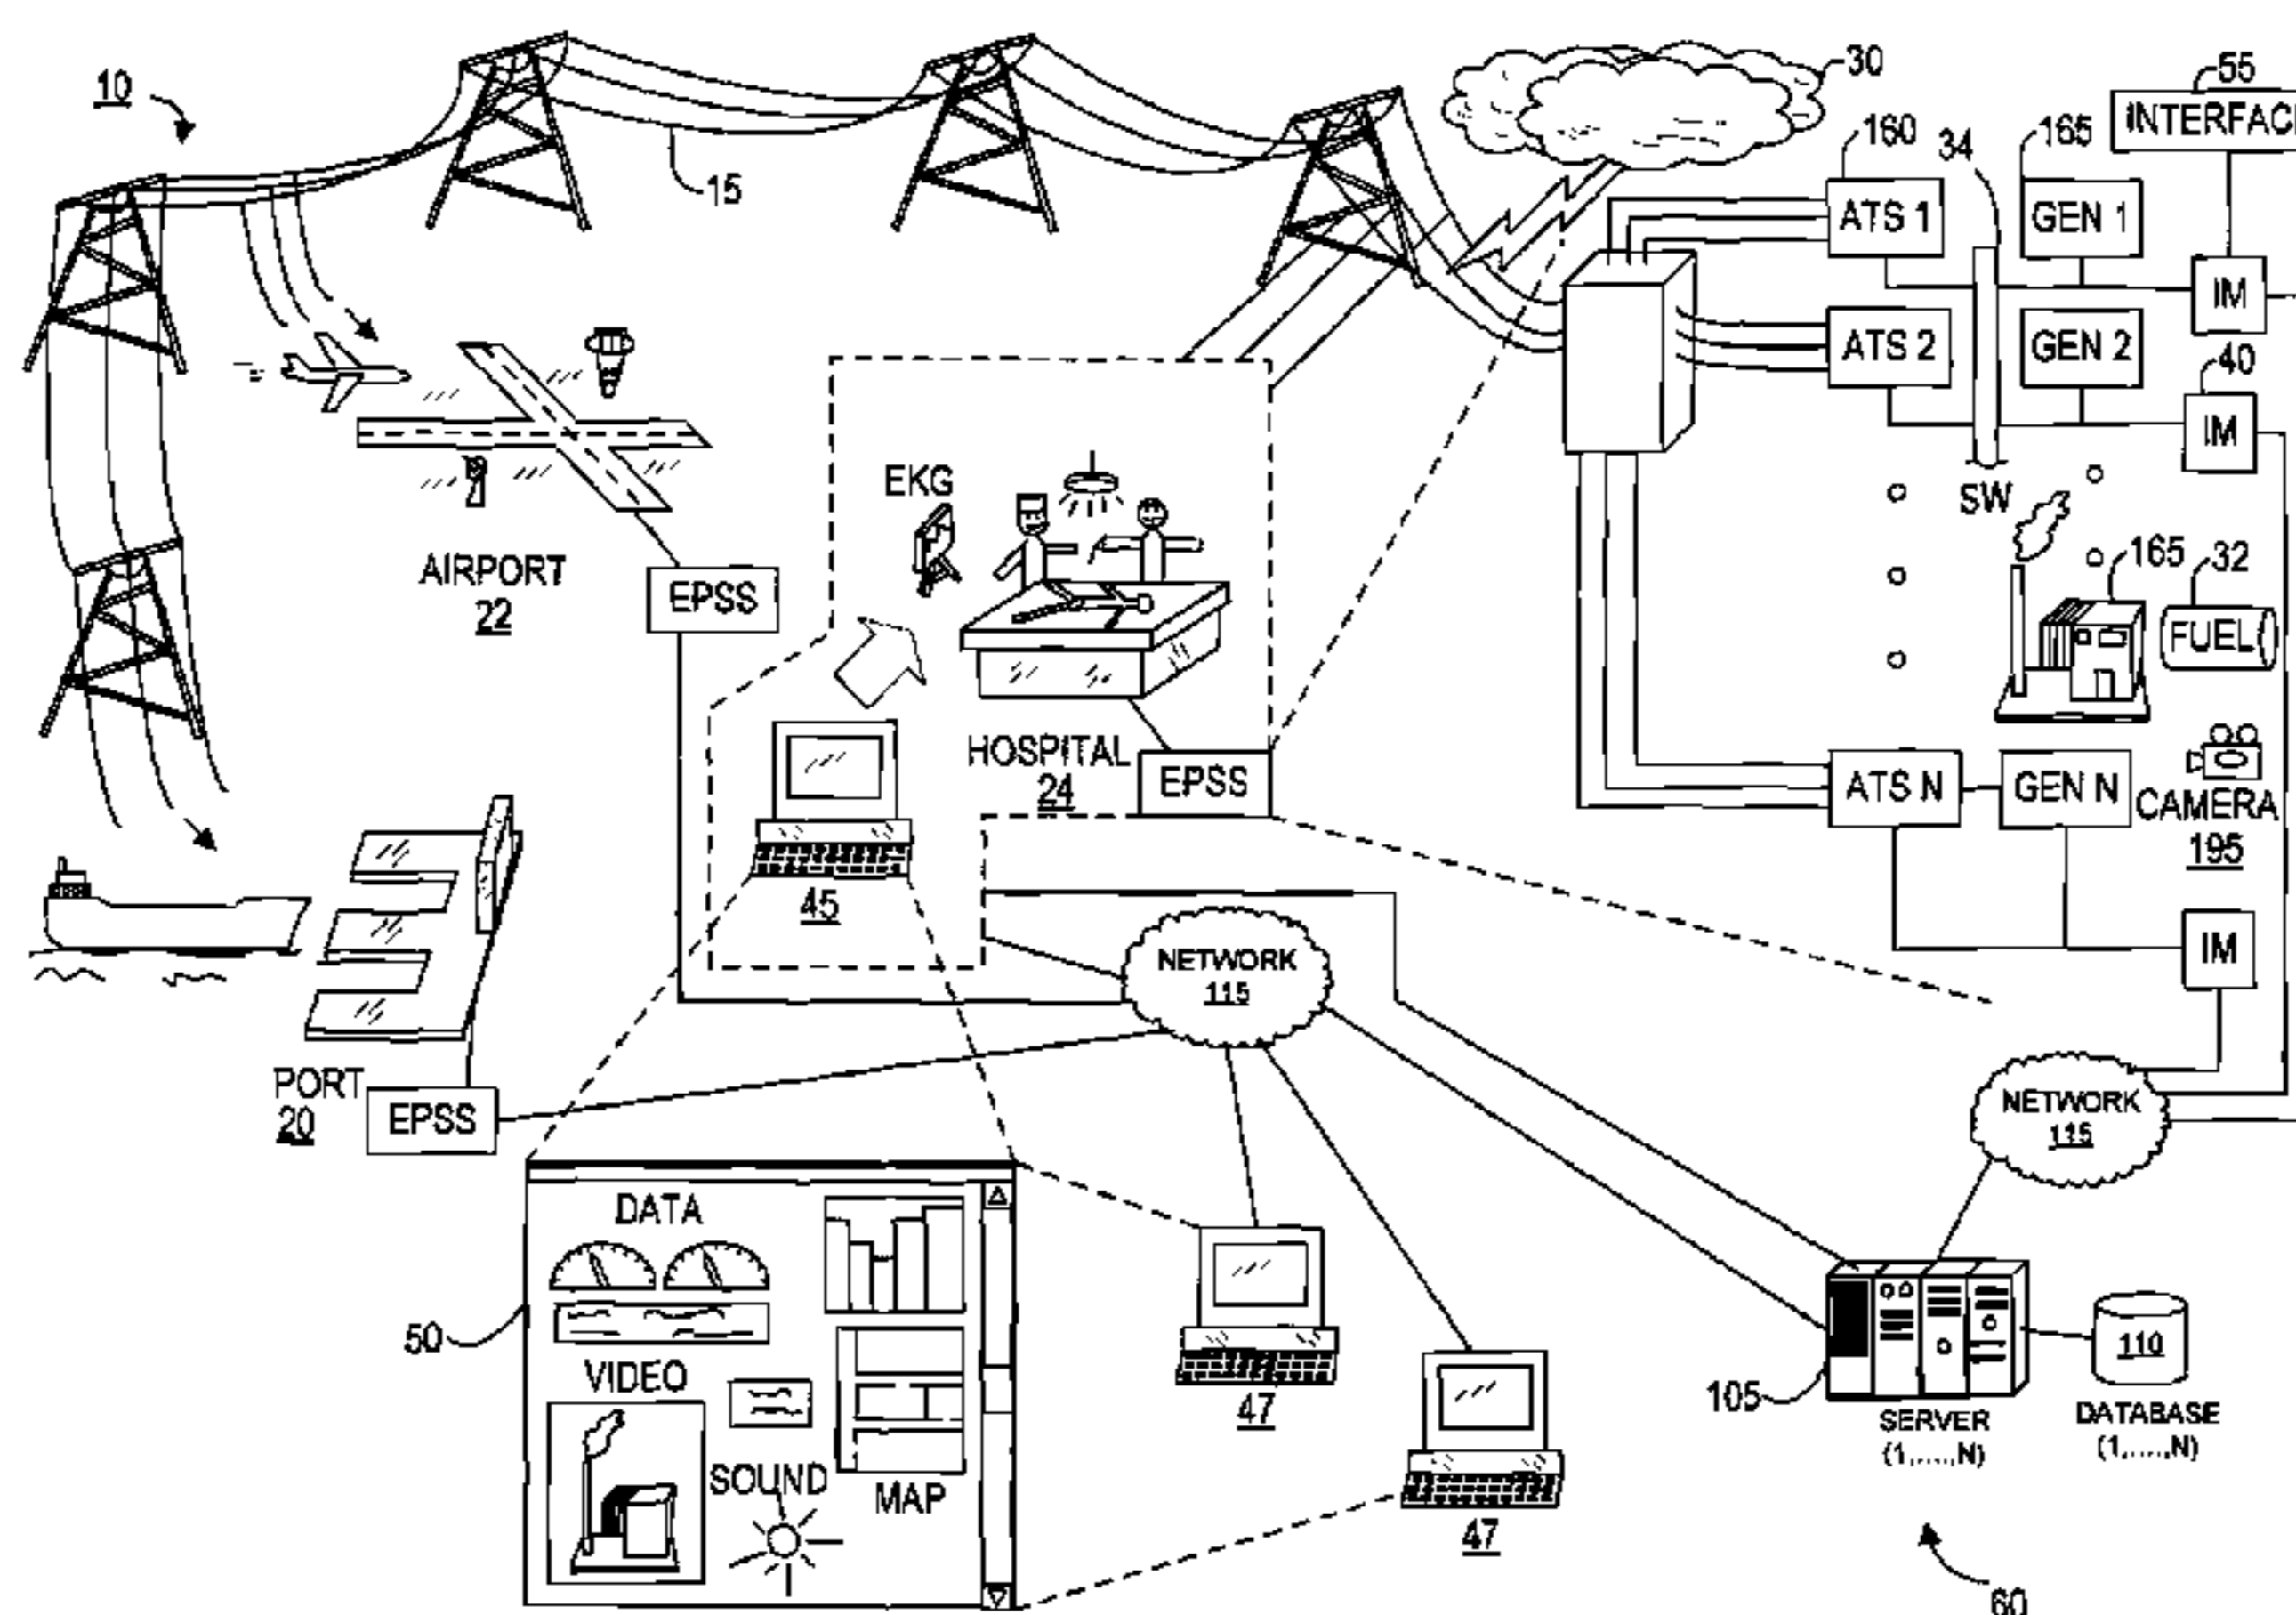 10
15
30
55
INTERFAC
160
34
165
ATS 1
GEN 1
IM
ATS 2
GEN 2
40
IM
SW
EKG
AIRPORT
22
EPSS
165
32
FUEL
HOSPITAL
24
EPSS
ATS N
GEN N
CAMERA
195
45
IM
NETWORK
115
PORT
20
EPSS
NETWORK
115
DATA
50
VIDEO
SOUND
MAP
47
47
105
110
SERVER
(1,....,N)
DATABASE
(1,....,N)
60